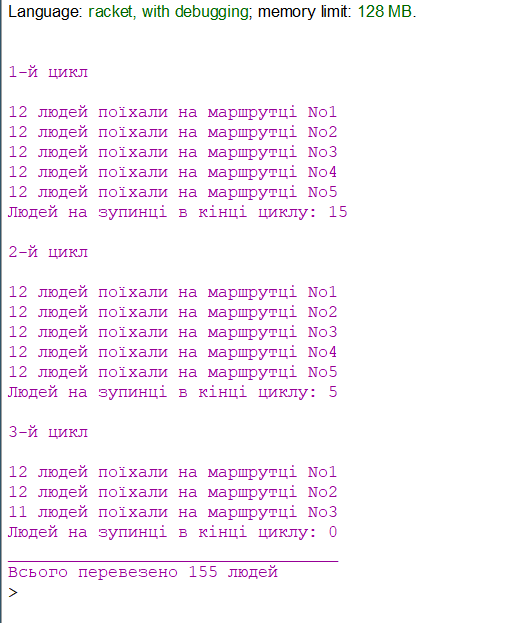 Language: racket, with debugging; memory limit: 128 MB.
1-й цикл
12 людей поїхали на маршрутці No1
12 людей поїхали на маршрутці No2
12 людей поїхали на маршрутці No3
12 людей поїхали на маршрутці No4
12 людей поїхали на маршрутці No5
Людей на зупинці в кінці циклу: 15
2-й цикл
12 людей поїхали на маршрутці No1
12 людей поїхали на маршрутці No2
12 людей поїхали на маршрутці No3
12 людей поїхали на маршрутці No4
12 людей поїхали на маршрутці No5
Людей на зупинці в кінці циклу: 5
3-й цикл
12 людей поїхали на маршрутці No1
12 людей поїхали на маршрутці No2
11 людей поїхали на маршрутці No3
Людей на зупинці в кінці циклу: 0
_________________________________
Всього перевезено 155 людей
>